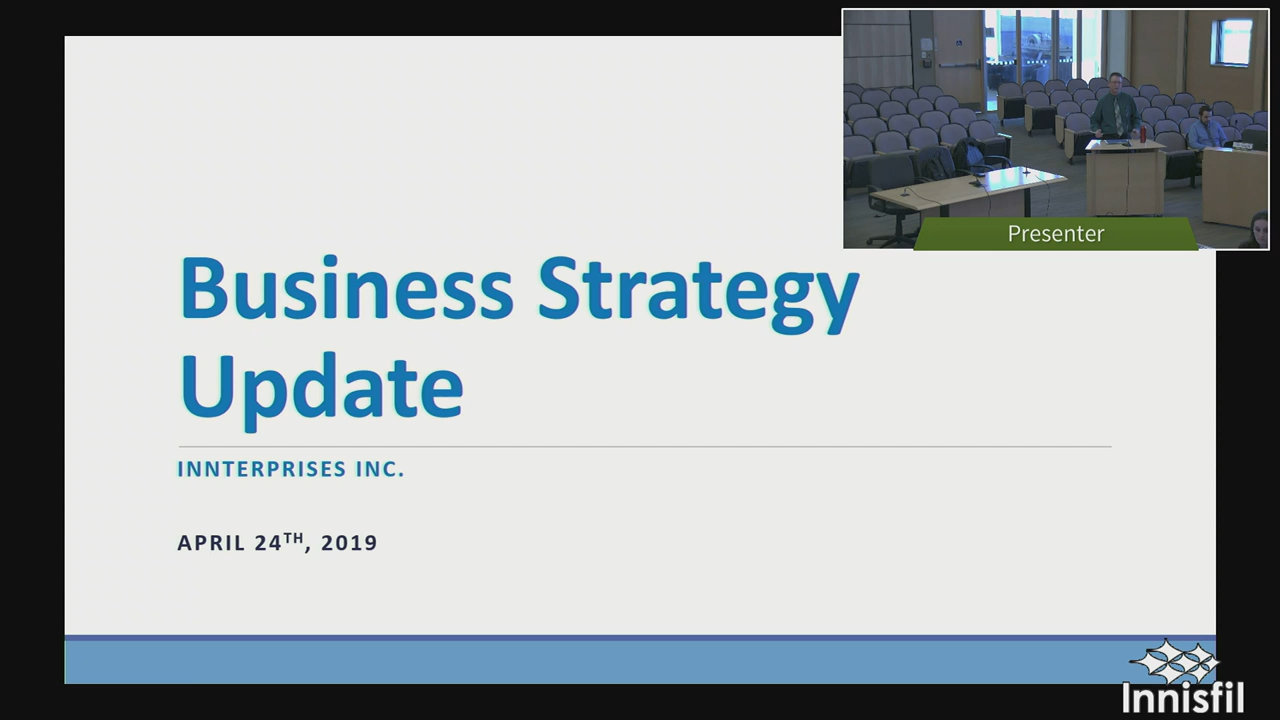 Presenter
Business Strategy
Update
INNTERPRISES INC.
APRIL 24TH, 2019
Innisfil